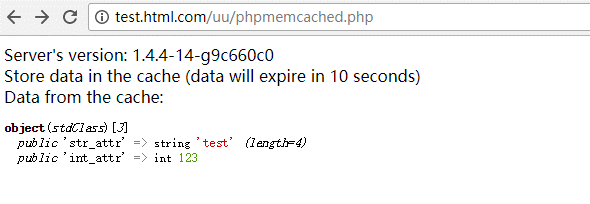 test.html.com/uu/phpmemcached.php
Server's version: 1.4.4-14-g9c660c0
Store data in the cache (data will expire in 10 seconds)
Data from the cache:
object(stdClass)[3]
public 'str_attr' => string 'test' (length=4)
public 'int_attr' => int 123